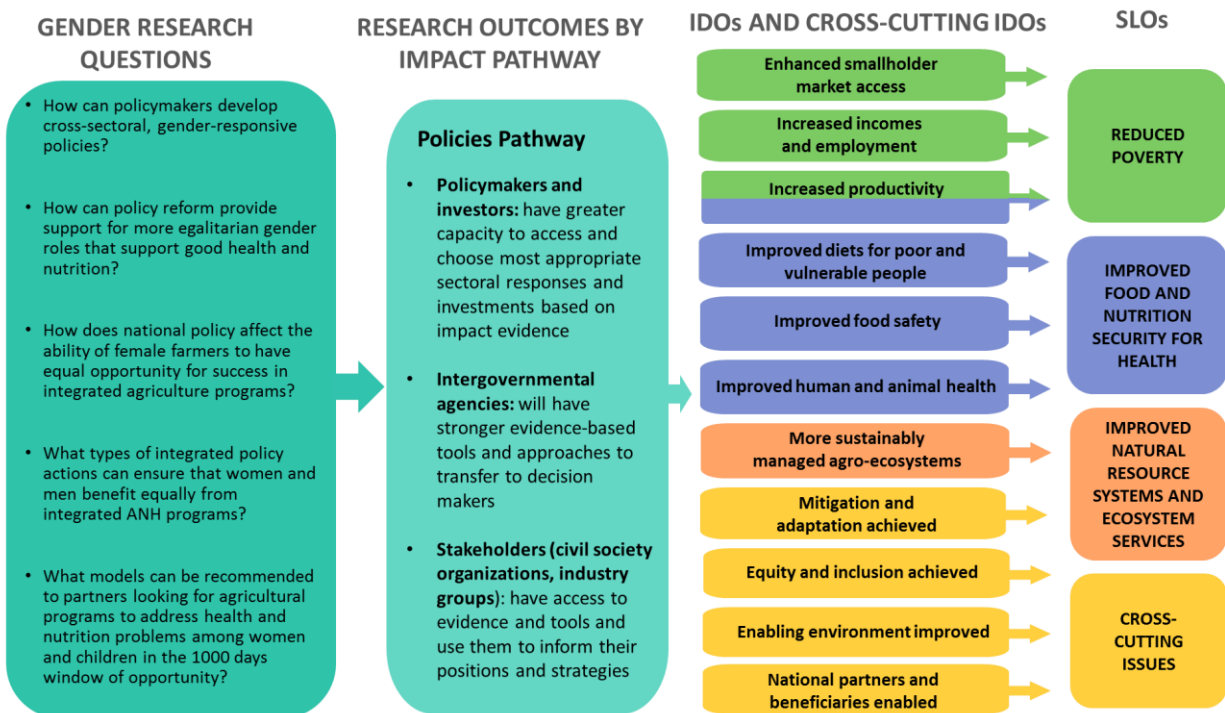 GENDER RESEARCH
QUESTIONS
• How can policymakers develop
cross-sectoral, gender-responsive
policies?
• How can policy reform provide
support for more egalitarian gender
roles that support good health and
nutrition?
• How does national policy affect the
ability of female farmers to have
equal opportunity for success in
integrated agriculture programs?
• What types of integrated policy
actions can ensure that women and
men benefit equally from
integrated ANH programs?
• What models can be recommended
to partners looking for agricultural
programs to address health and
nutrition problems among women
and children in the 1000 days
window of opportunity?
RESEARCH OUTCOMES BY
IMPACT PATHWAY
Policies Pathway
• Policymakers and
investors: have greater
capacity to access and
choose most appropriate
sectoral responses and
investments based on
impact evidence
• Intergovernmental
agencies: will have
stronger evidence-based
tools and approaches to
transfer to decision
makers
• Stakeholders (civil society
organizations, industry
groups): have access to
evidence and tools and
use them to inform their
positions and strategies
IDOs AND CROSS-CUTTING IDOs
Enhanced smallholder
market access
Increased incomes
and employment
Increased productivity
Improved diets for poor and
vulnerable people
Improved food safety
Improved human and animal health
More sustainably
managed agro-ecosystems
Mitigation and
adaptation achieved
Equity and inclusion achieved
Enabling environment improved
National partners and
beneficiaries enabled
SLOs
REDUCED
POVERTY
IMPROVED
FOOD AND
NUTRITION
SECURITY FOR
HEALTH
IMPROVED
NATURAL
RESOURCE
SYSTEMS AND
ECOSYSTEM
SERVICES
CROSS-
CUTTING
ISSUES